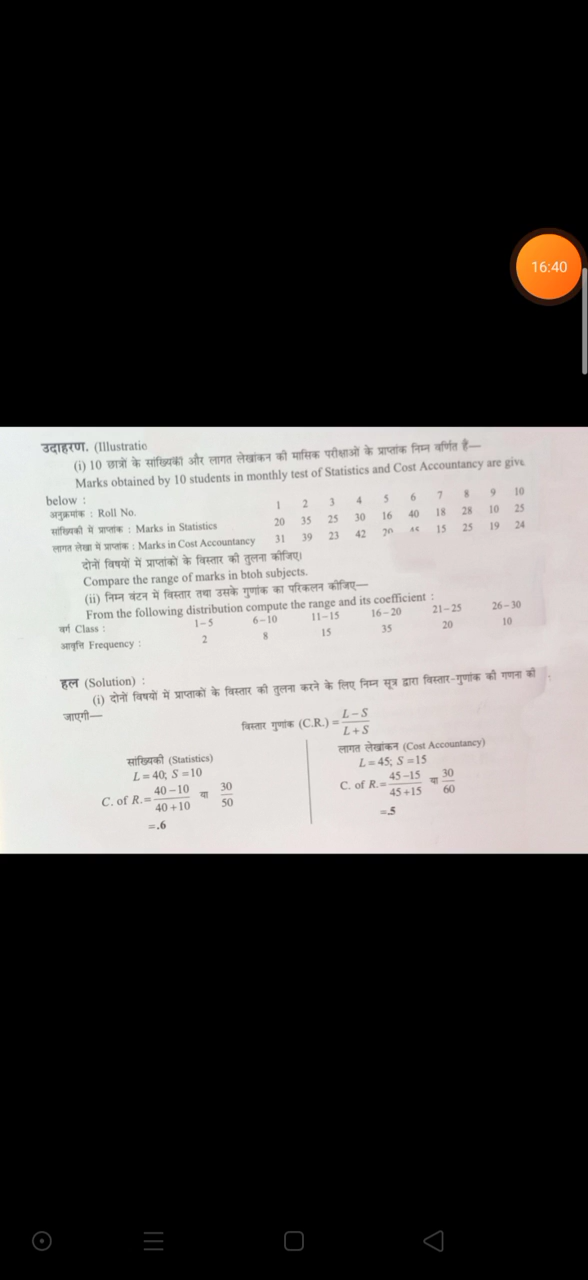 16:40
उदाहरण. (Illustratio
(i) 10 छात्रों के सांख्यिकी और लागत लेखांकन की मासिक परीक्षाओं के प्राप्तांक निम्न वर्णित है—
Marks obtained by 10 students in monthly test of Statistics and Cost Accountancy are give
below :
अनुक्रमांक : Roll No. 1 2 3 4 5 6 7 8 9 10
सांख्यिकी में प्राप्तांक : Marks in Statistics 20 35 25 30 16 40 18 28 10 25
लागत लेखा में प्राप्तांक : Marks in Cost Accountancy 31 39 23 42 20 45 15 25 19 24
दोनों विषयों में प्राप्तांकों के विस्तार की तुलना कीजिए।
Compare the range of marks in btoh subjects.
(ii) निम्न बंटन में विस्तार तथा उसके गुणांक का परिकलन कीजिए—
From the following distribution compute the range and its coefficient :
वर्ग Class : 1–5 6–10 11–15 16–20 21–25 26–30
आवृत्ति Frequency : 2 8 15 35 20 10
हल (Solution) :
(i) दोनों विषयों में प्राप्ताकों के विस्तार की तुलना करने के लिए निम्न सूत्र द्वारा विस्तार-गुणांक की गणना की
जाएगी—
विस्तार गुणांक (C.R.) = L–S / L+S
सांख्यिकी (Statistics)
L = 40; S = 10
C. of R. = 40–10 / 40+10 या 30 / 50
=.6
लागत लेखांकन (Cost Accountancy)
L = 45; S = 15
C. of R. = 45–15 / 45+15 या 30 / 60
=.5